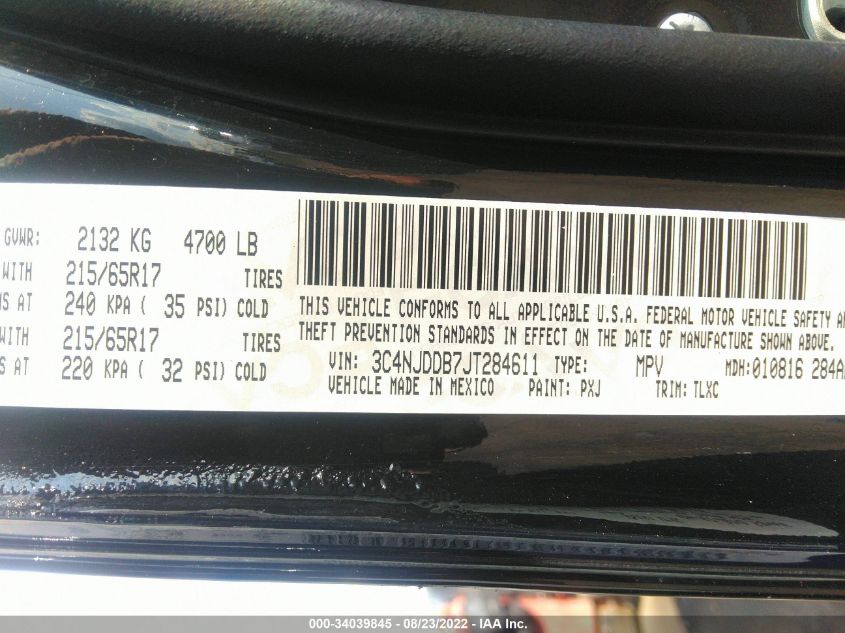 GVWR: 2132 KG 4700 LB
WITH 215/65R17 TIRES
AT 240 KPA ( 35 PSI) COLD
WITH 215/65R17 TIRES
AT 220 KPA ( 32 PSI) COLD
THIS VEHICLE CONFORMS TO ALL APPLICABLE U.S.A. FEDERAL MOTOR VEHICLE SAFETY
THEFT PREVENTION STANDARDS IN EFFECT ON THE DATE OF MANUFACTURE SHOWN ABOVE.
VIN: 3C4NJDDB7JT284611 TYPE: MPV MDH:010816 284A
VEHICLE MADE IN MEXICO PAINT: PXJ TRIM: TLXC
000-34039845 - 08/23/2022 - IAA Inc.